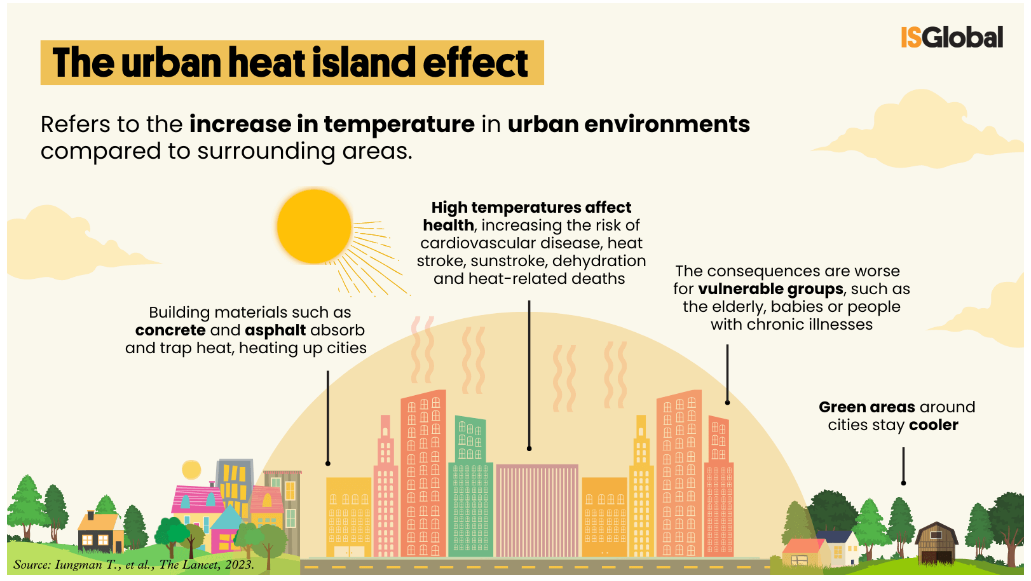 The urban heat island effect
ISGlobal
Refers to the increase in temperature in urban environments
compared to surrounding areas.
High temperatures affect
health, increasing the risk of
cardiovascular disease, heat
stroke, sunstroke, dehydration
and heat-related deaths
The consequences are worse
for vulnerable groups, such as
the elderly, babies or people
with chronic illnesses
Building materials such as
concrete and asphalt absorb
and trap heat, heating up cities
Green areas around
cities stay cooler
Source: Iungman T., et al., The Lancet, 2023.